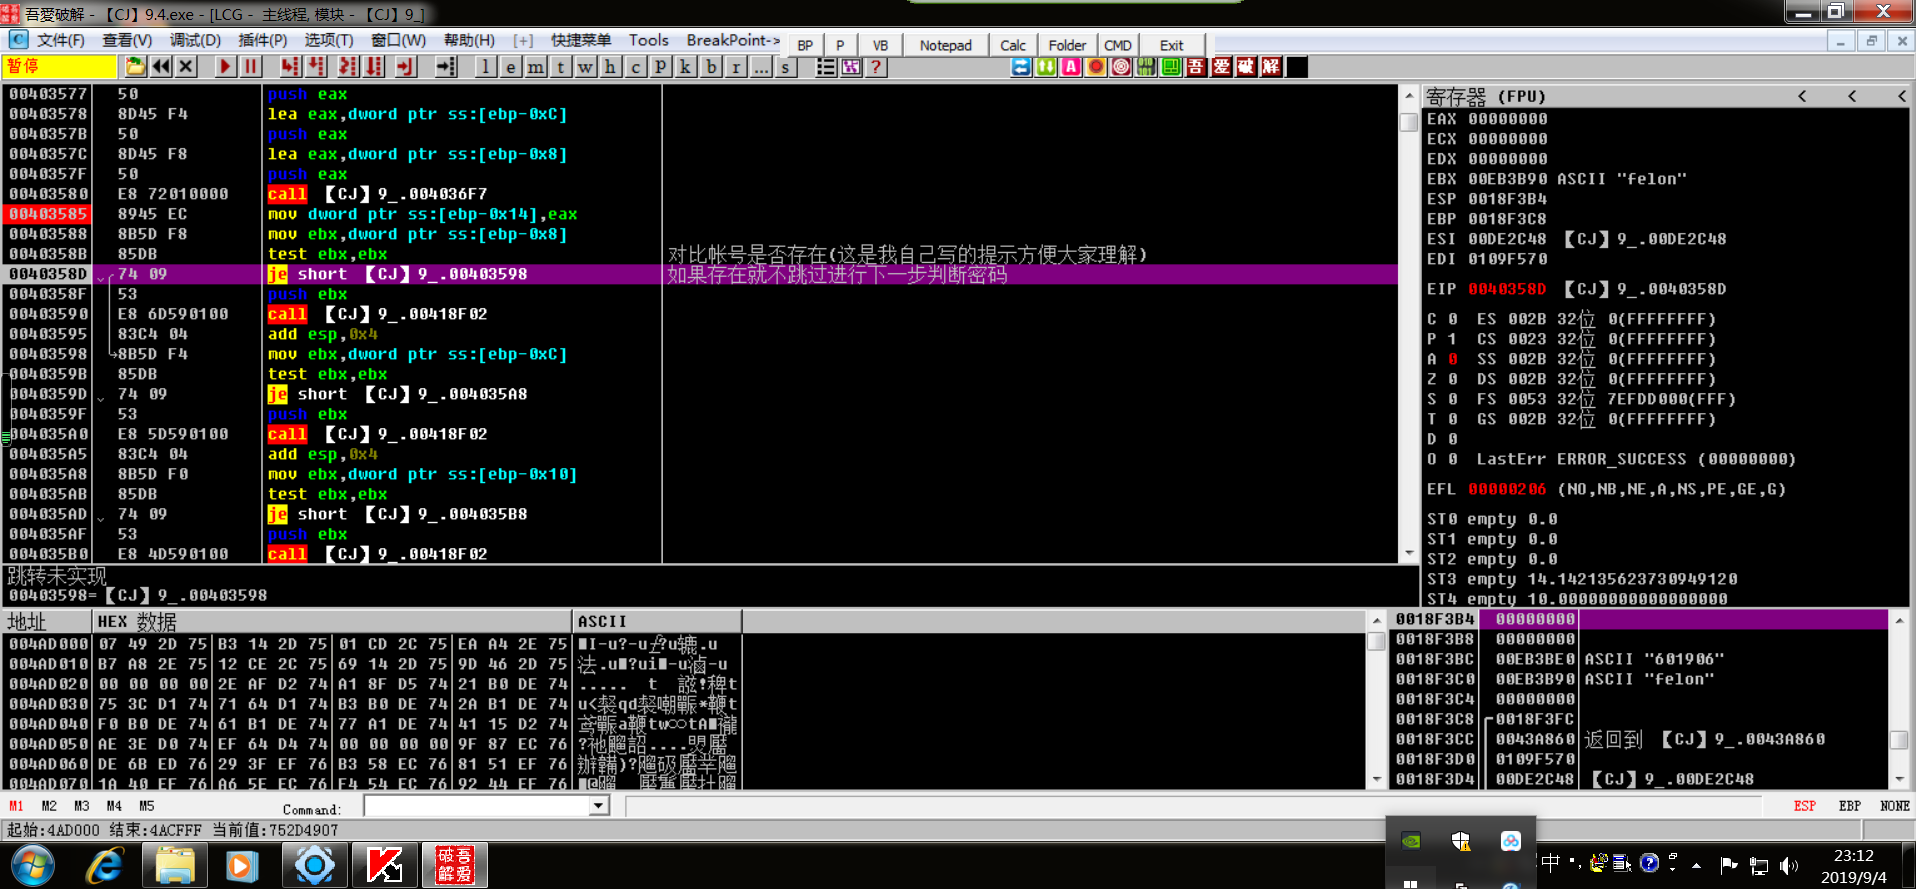 吾爱破解 - 【CJ】9.4.exe - [LCG - 主线程, 模块 - 【CJ】9_]
文件(F) 查看(V) 调试(D) 插件(P) 选项(T) 窗口(W) 帮助(H) [+] 快捷菜单 Tools BreakPoint->
BP P VB Notepad Calc Folder CMD Exit
暂停
l e m t w h c p k b r ... s ?
吾 爱 破 解
00403577 50 push eax
00403578 8D45 F4 lea eax,dword ptr ss:[ebp-0xC]
0040357B 50 push eax
0040357C 8D45 F8 lea eax,dword ptr ss:[ebp-0x8]
0040357F 50 push eax
00403580 E8 72010000 call 【CJ】9_.004036F7
00403585 8945 EC mov dword ptr ss:[ebp-0x14],eax
00403588 8B5D F8 mov ebx,dword ptr ss:[ebp-0x8]
0040358B 85DB test ebx,ebx 对比帐号是否存在(这是我自己写的提示方便大家理解)
0040358D 74 09 je short 【CJ】9_.00403598 如果存在就不跳过进行下一步判断密码
0040358F 53 push ebx
00403590 E8 6D590100 call 【CJ】9_.00418F02
00403595 83C4 04 add esp,0x4
00403598 8B5D F4 mov ebx,dword ptr ss:[ebp-0xC]
0040359B 85DB test ebx,ebx
0040359D 74 09 je short 【CJ】9_.004035A8
0040359F 53 push ebx
004035A0 E8 5D590100 call 【CJ】9_.00418F02
004035A5 83C4 04 add esp,0x4
004035A8 8B5D F0 mov ebx,dword ptr ss:[ebp-0x10]
004035AB 85DB test ebx,ebx
004035AD 74 09 je short 【CJ】9_.004035B8
004035AF 53 push ebx
004035B0 E8 4D590100 call 【CJ】9_.00418F02
跳转未实现
00403598=【CJ】9_.00403598
寄存器 (FPU) < < <
EAX 00000000
ECX 00000000
EDX 00000000
EBX 00EB3B90 ASCII "felon"
ESP 0018F3B4
EBP 0018F3C8
ESI 00DE2C48 【CJ】9_.00DE2C48
EDI 0109F570
EIP 0040358D 【CJ】9_.0040358D
C 0 ES 002B 32位 0(FFFFFFFF)
P 1 CS 0023 32位 0(FFFFFFFF)
A 0 SS 002B 32位 0(FFFFFFFF)
Z 0 DS 002B 32位 0(FFFFFFFF)
S 0 FS 0053 32位 7EFDD000(FFF)
T 0 GS 002B 32位 0(FFFFFFFF)
D 0
O 0 LastErr ERROR_SUCCESS (00000000)
EFL 00000206 (NO,NB,NE,A,NS,PE,GE,G)
ST0 empty 0.0
ST1 empty 0.0
ST2 empty 0.0
ST3 empty 14.142135623730949120
ST4 empty 10.000000000000000000
地址 HEX 数据 ASCII
004AD000 07 49 2D 75 B3 14 2D 75 01 CD 2C 75 EA A4 2E 75
004AD010 B7 A8 2E 75 12 CE 2C 75 69 14 2D 75 9D 46 2D 75
004AD020 00 00 00 00 2E AF D2 74 A1 8F D5 74 21 B0 DE 74
004AD030 75 3C D1 74 71 64 D1 74 B3 B0 DE 74 2A B1 DE 74
004AD040 F0 B0 DE 74 61 B1 DE 74 77 A1 DE 74 41 15 D2 74
004AD050 AE 3E D0 74 EF 64 D4 74 00 00 00 00 9F 87 EC 76
004AD060 DE 6B ED 76 29 3F EF 76 B3 58 EC 76 81 51 EF 76
004AD070 1A 40 EF 76 A6 5E EC 76 F4 54 EC 76 92 44 EF 76
0018F3B4 00000000
0018F3B8 00000000
0018F3BC 00EB3BE0 ASCII "601906"
0018F3C0 00EB3B90 ASCII "felon"
0018F3C4 00000000
0018F3C8 0018F3FC
0018F3CC 0043A860 返回到 【CJ】9_.0043A860
0018F3D0 0109F570
0018F3D4 00DE2C48 【CJ】9_.00DE2C48
M1 M2 M3 M4 M5 Command: ESP EBP NONE
起始:4AD000 结束:4ACFFF 当前值:752D4907
中
23:12
2019/9/4